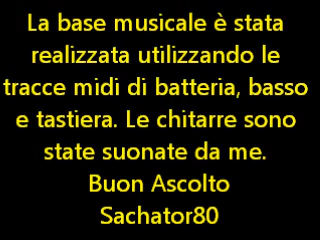 La base musicale è stata
realizzata utilizzando le
tracce midi di batteria, basso
e tastiera. Le chitarre sono
state suonate da me.
Buon Ascolto
Sachator80